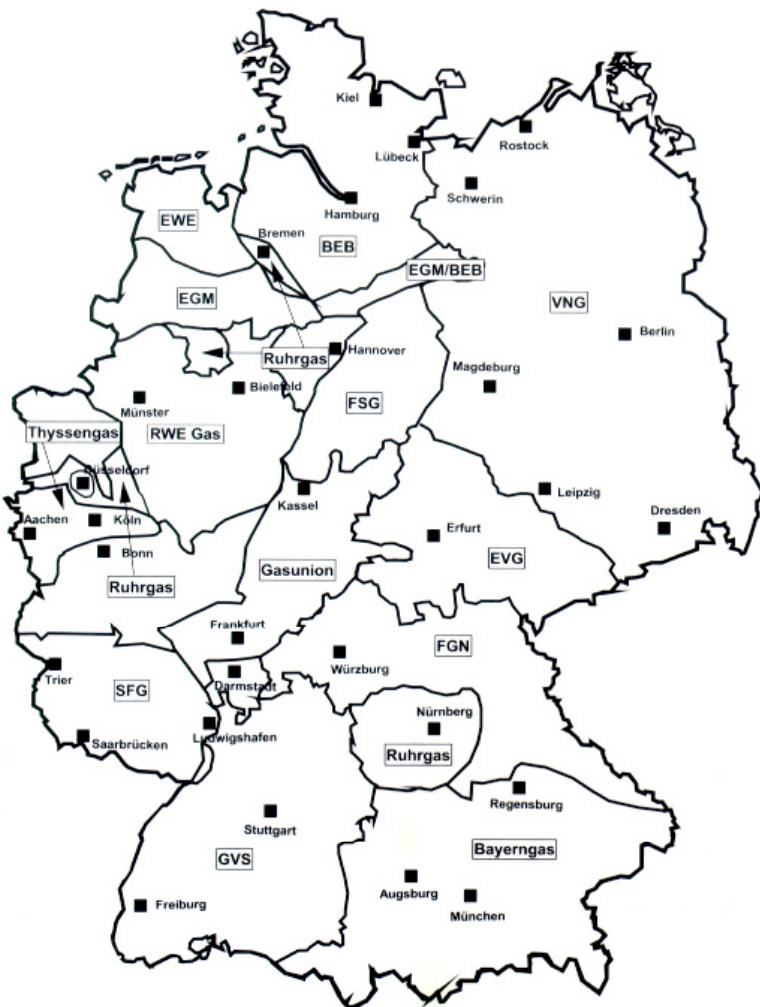 Kiel
Rostock
Lübeck
Schwerin
Hamburg
EWE
Bremen
BEB
EGM/BEB
EGM
VNG
Berlin
Hannover
Ruhrgas
Magdeburg
Bielefeld
Münster
FSG
Thyssengas
RWE Gas
Düsseldorf
Kassel
Leipzig
Aachen
Köln
Dresden
Erfurt
Bonn
EVG
Gasunion
Ruhrgas
Frankfurt
FGN
Würzburg
Trier
Darmstadt
SFG
Nürnberg
Ludwigshafen
Saarbrücken
Ruhrgas
Regensburg
Stuttgart
Bayerngas
GVS
Augsburg
Freiburg
München